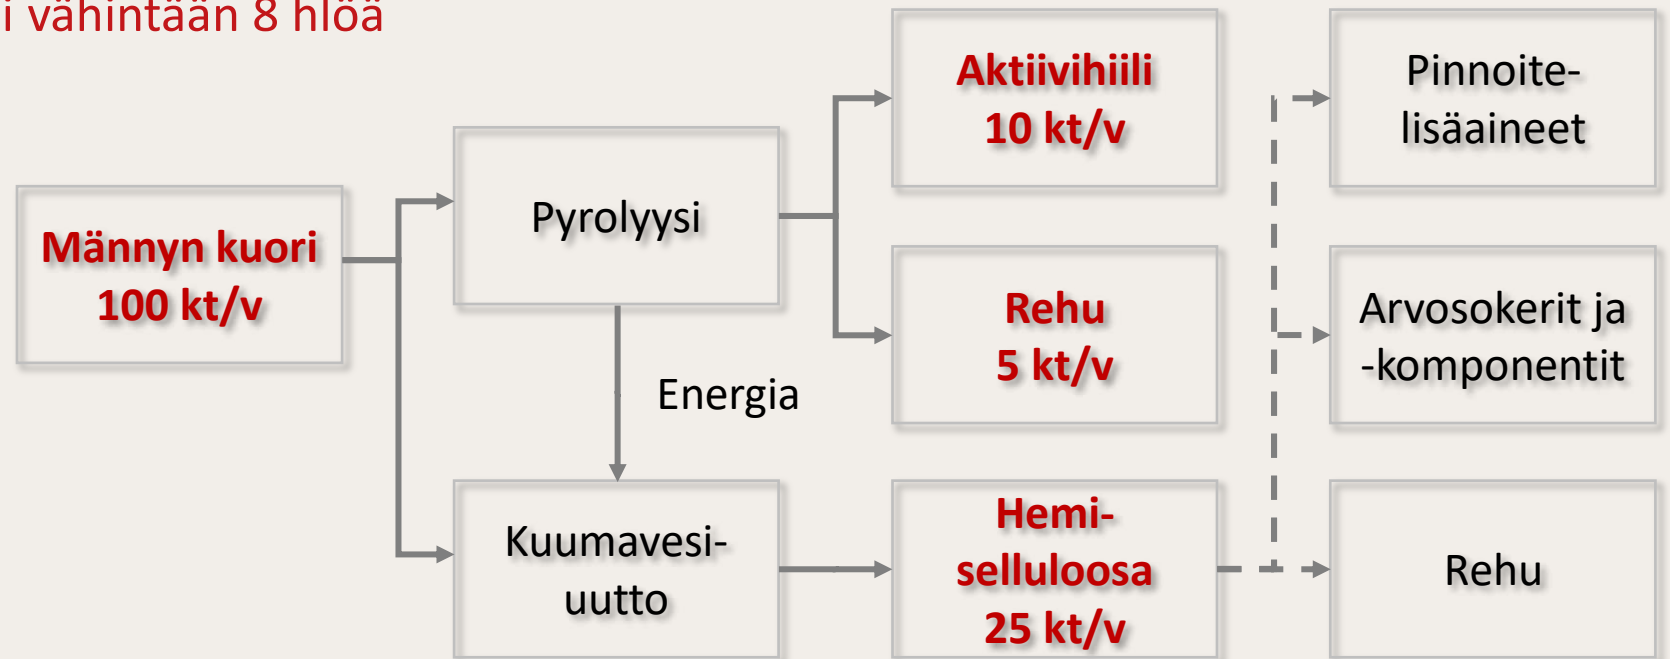 i vähintään 8 hlöä
Männyn kuori
100 kt/v
Pyrolyysi
Energia
Kuumavesi-
uutto
Aktiivihiili
10 kt/v
Rehu
5 kt/v
Hemi-
selluloosa
25 kt/v
Pinnoite-
lisäaineet
Arvosokerit ja
-komponentit
Rehu